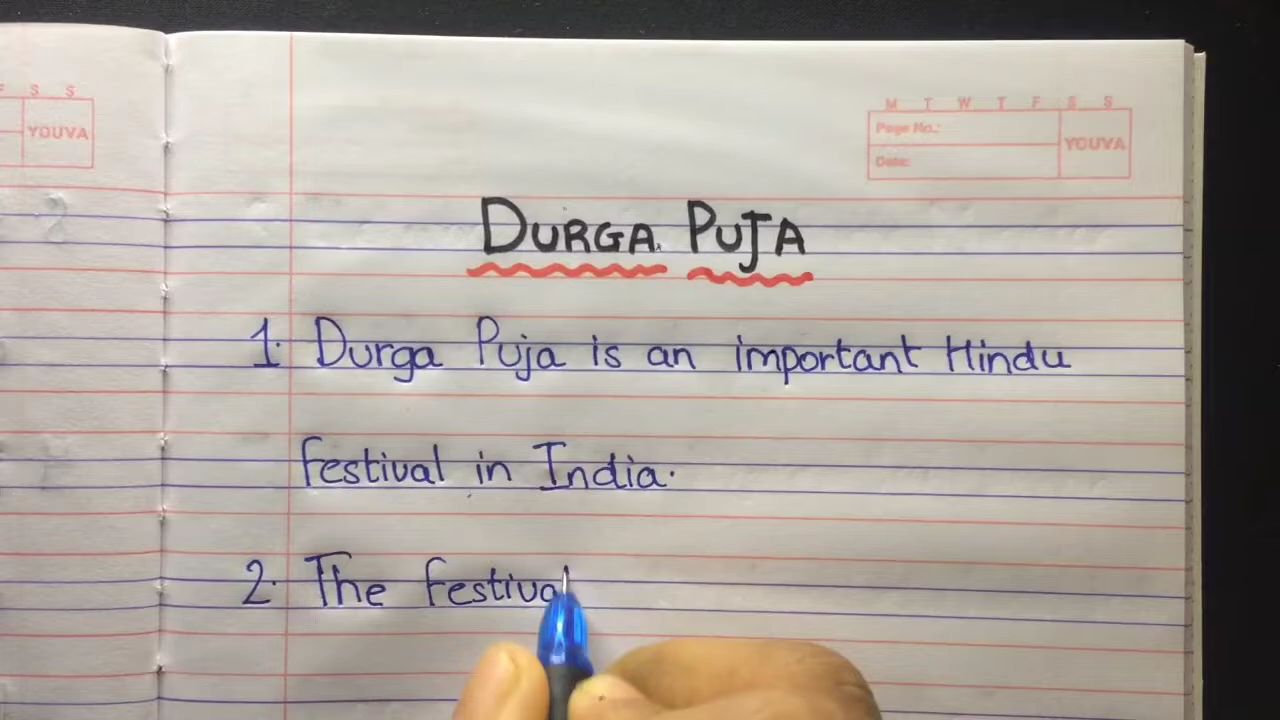 F S S
YOUVA
M T W T F S S
Page No.:
YOUVA
Date:
DURGA PUJA
1. Durga Puja is an important Hindu
festival in India.
2. The festival